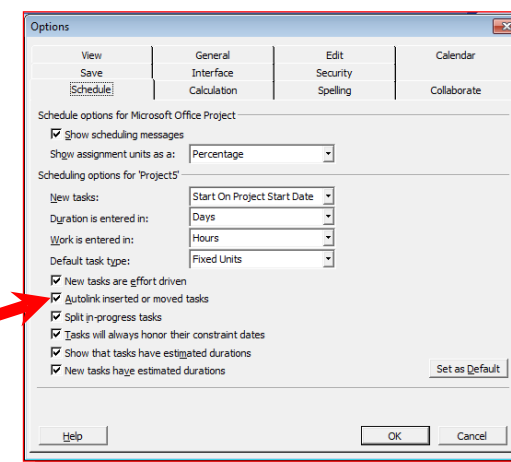 Options
View General Edit Calendar
Save Interface Security
Schedule Calculation Spelling Collaborate
Schedule options for Microsoft Office Project
Show scheduling messages
Show assignment units as a: Percentage
Scheduling options for 'Project5'
New tasks: Start On Project Start Date
Duration is entered in: Days
Work is entered in: Hours
Default task type: Fixed Units
New tasks are effort driven
Autolink inserted or moved tasks
Split in-progress tasks
Tasks will always honor their constraint dates
Show that tasks have estimated durations
New tasks have estimated durations Set as Default
Help OK Cancel